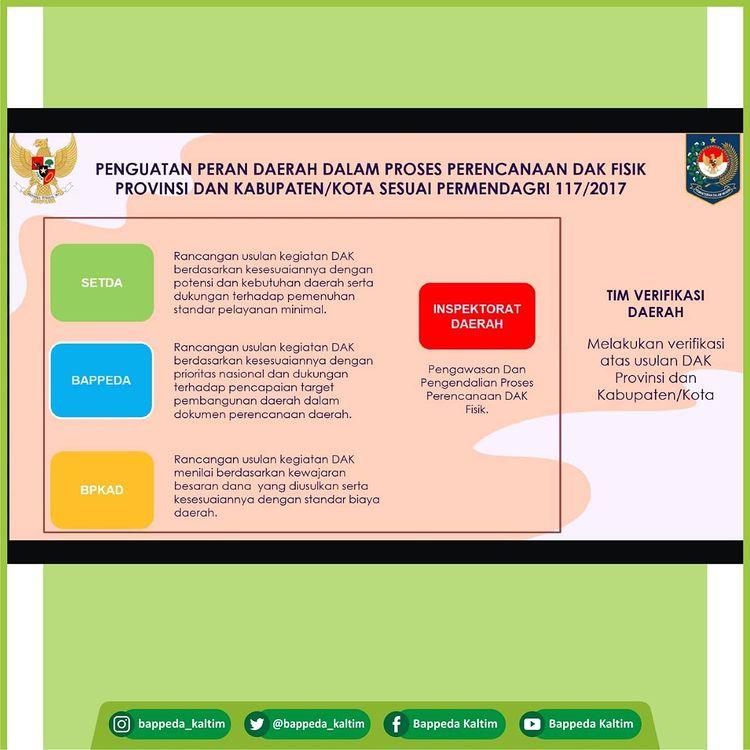 PENGUATAN PERAN DAERAH DALAM PROSES PERENCANAAN DAK FISIK
PROVINSI DAN KABUPATEN/KOTA SESUAI PERMENDAGRI 117/2017
SETDA
Rancangan usulan kegiatan DAK
berdasarkan kesesuaiannya dengan
potensi dan kebutuhan daerah serta
dukungan terhadap pemenuhan
standar pelayanan minimal.
BAPPEDA
Rancangan usulan kegiatan DAK
berdasarkan kesesuaiannya dengan
prioritas nasional dan dukungan
terhadap pencapaian target
pembangunan daerah dalam
dokumen perencanaan daerah.
BPKAD
Rancangan usulan kegiatan DAK
menilai berdasarkan kewajaran
besaran dana yang diusulkan serta
kesesuaiannya dengan standar biaya
daerah.
INSPEKTORAT
DAERAH
Pengawasan Dan
Pengendalian Proses
Perencanaan DAK
Fisik.
TIM VERIFIKASI
DAERAH
Melakukan verifikasi
atas usulan DAK
Provinsi dan
Kabupaten/Kota
bappeda_kaltim
@bappeda_kaltim
Bappeda Kaltim
Bappeda Kaltim